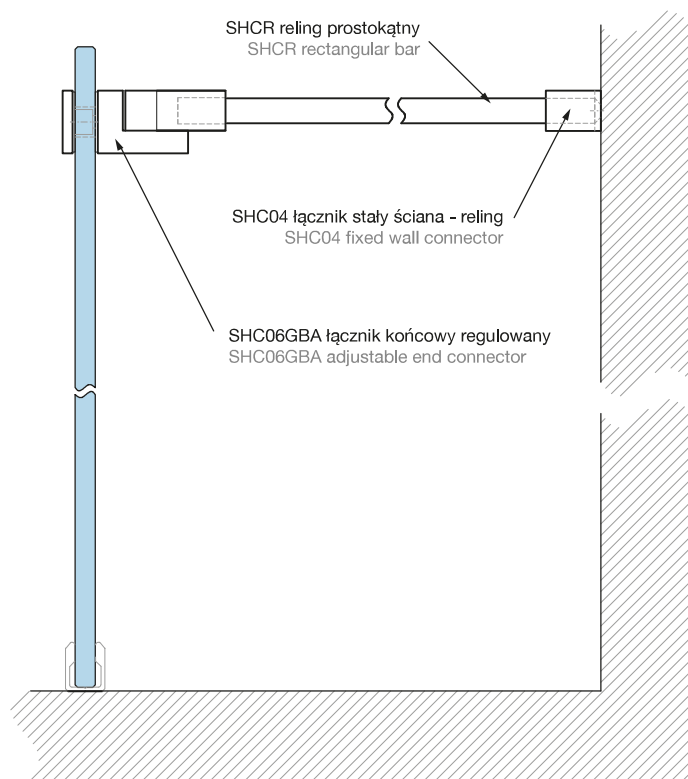 SHCR reling prostokątny
SHCR rectangular bar
SHC04 łącznik stały ściana - reling
SHC04 fixed wall connector
SHC06GBA łącznik końcowy regulowany
SHC06GBA adjustable end connector